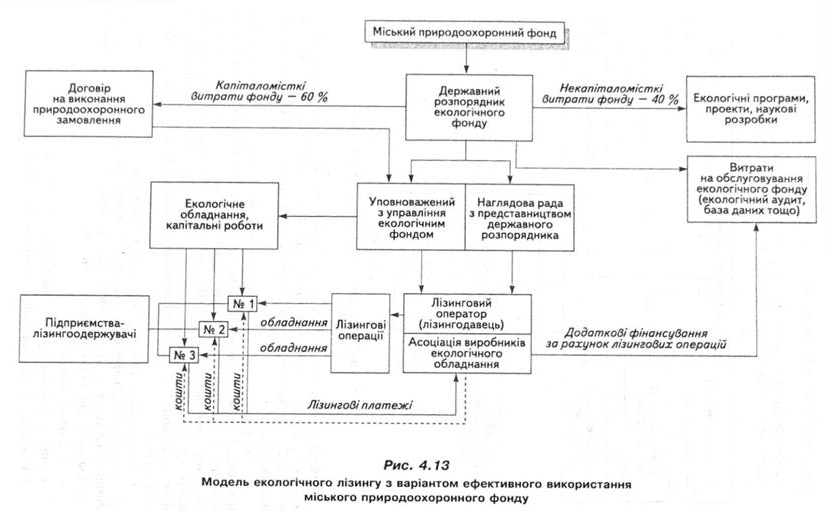 Міський природоохоронний фонд
Договір
на виконання
природоохоронного
замовлення
Капіталомісткі
витрати фонду — 60 %
Державний
розпорядник
екологічного
фонду
Некапіталомісткі
витрати фонду — 40 %
Екологічні програми,
проекти, наукові
розробки
Витрати
на обслуговування
екологічного фонду
(екологічний аудит,
база даних тощо)
Екологічне
обладнання,
капітальні роботи
Уповноважений
з управління
екологічним
фондом
Наглядова рада
з представництвом
державного
розпорядника
Підприємства-
лізингоодержувачі
№ 1
№ 2
№ 3
обладнання
обладнання
Лізингові
операції
Лізинговий
оператор
(лізингодавець)
Асоціація виробників
екологічного
обладнання
Додаткові фінансування
за рахунок лізингових операцій
кошти
кошти
кошти
Лізингові платежі
Рис. 4.13
Модель екологічного лізингу з варіантом ефективного використання
міського природоохоронного фонду